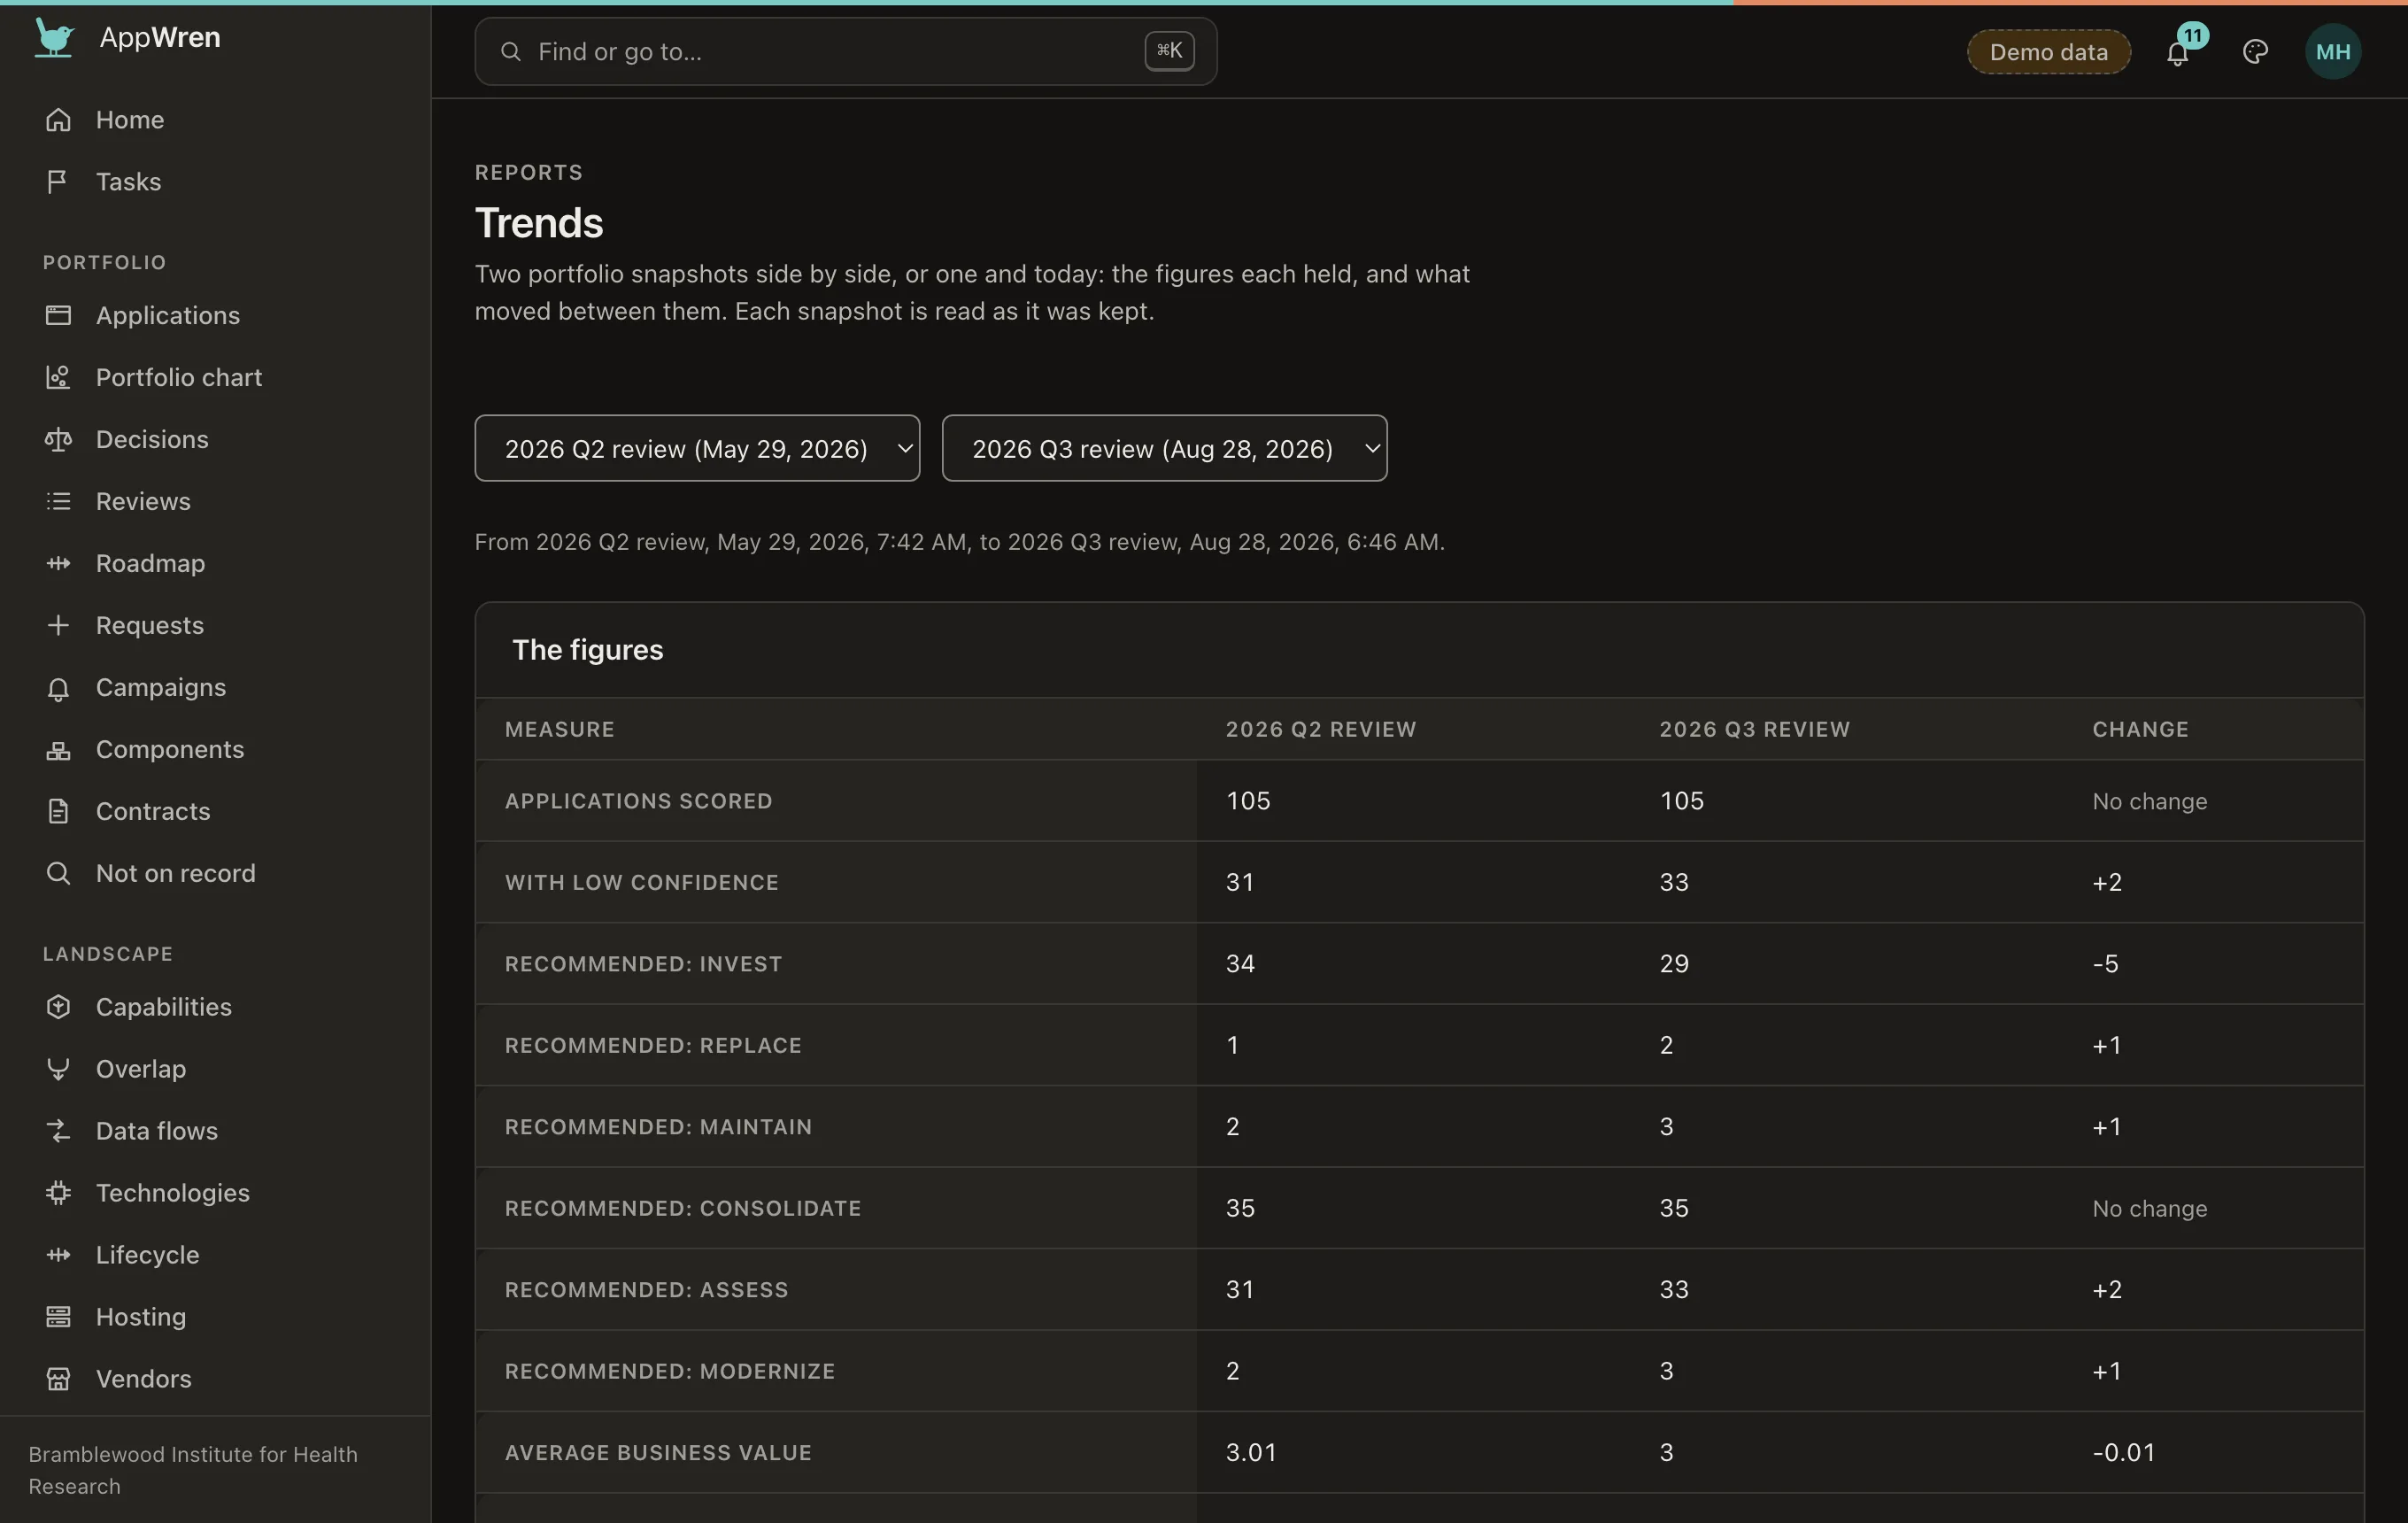 AppWren
Find or go to...
⌘K
Demo data
11
MH
Home
Tasks
PORTFOLIO
Applications
Portfolio chart
Decisions
Reviews
Roadmap
Requests
Campaigns
Components
Contracts
Not on record
LANDSCAPE
Capabilities
Overlap
Data flows
Technologies
Lifecycle
Hosting
Vendors
Bramblewood Institute for Health
Research
REPORTS
Trends
Two portfolio snapshots side by side, or one and today: the figures each held, and what
moved between them. Each snapshot is read as it was kept.
2026 Q2 review (May 29, 2026)
2026 Q3 review (Aug 28, 2026)
From 2026 Q2 review, May 29, 2026, 7:42 AM, to 2026 Q3 review, Aug 28, 2026, 6:46 AM.
The figures
MEASURE 2026 Q2 REVIEW 2026 Q3 REVIEW CHANGE
APPLICATIONS SCORED 105 105 No change
WITH LOW CONFIDENCE 31 33 +2
RECOMMENDED: INVEST 34 29 -5
RECOMMENDED: REPLACE 1 2 +1
RECOMMENDED: MAINTAIN 2 3 +1
RECOMMENDED: CONSOLIDATE 35 35 No change
RECOMMENDED: ASSESS 31 33 +2
RECOMMENDED: MODERNIZE 2 3 +1
AVERAGE BUSINESS VALUE 3.01 3 -0.01